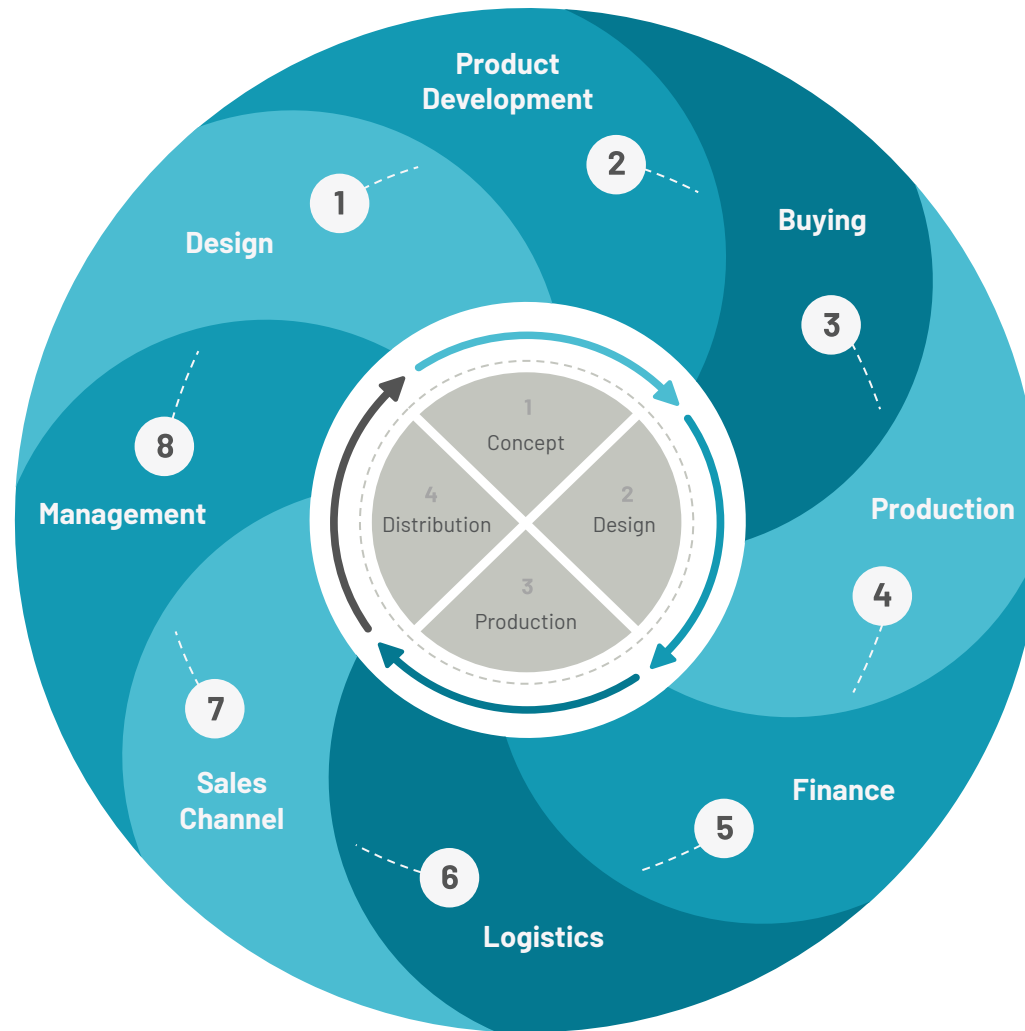 Product
Development
2
1
Design
Buying
3
8
Management
1
Concept
2
Design
3
Production
4
Distribution
Production
4
7
Sales
Channel
Finance
5
6
Logistics